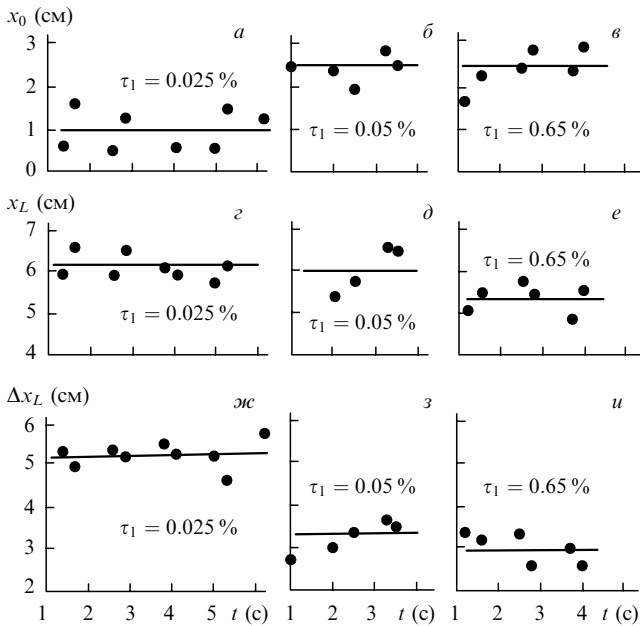 x₀ (см) а б в
3
2
1
0
τ₁ = 0.025 %
τ₁ = 0.05 %
τ₁ = 0.65 %
x_L (см) г д е
7
6
5
4
τ₁ = 0.025 %
τ₁ = 0.05 %
τ₁ = 0.65 %
Δx_L (см) ж з и
6
5
4
3
2
τ₁ = 0.025 %
τ₁ = 0.05 %
τ₁ = 0.65 %
1 2 3 4 5 t (с) 1 2 3 t (с) 1 2 3 4 t (с)